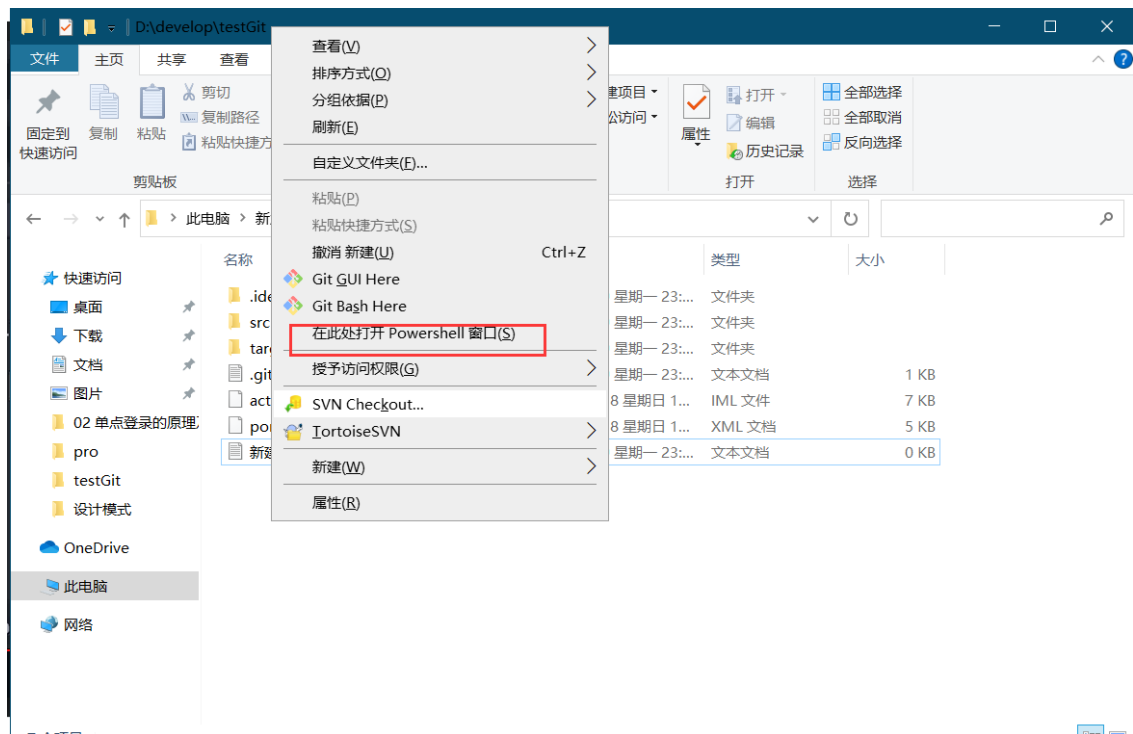 D:\develop\testGit
文件 主页 共享 查看
固定到
快速访问
复制
粘贴
剪切
复制路径
粘贴快捷方
剪贴板
建项目
公访问
属性
打开
编辑
历史记录
打开
全部选择
全部取消
反向选择
选择
此电脑
新
查看(V)
排序方式(O)
分组依据(P)
刷新(E)
自定义文件夹(F)...
粘贴(P)
粘贴快捷方式(S)
撤消 新建(U) Ctrl+Z
Git GUI Here
Git Bash Here
在此处打开 Powershell 窗口(S)
授予访问权限(G)
SVN Checkout...
TortoiseSVN
新建(W)
属性(R)
快速访问
桌面
下载
文档
图片
02 单点登录的原理
pro
testGit
设计模式
OneDrive
此电脑
网络
名称 类型 大小
.ide 星期一 23:... 文件夹
src 星期一 23:... 文件夹
tar 星期一 23:... 文件夹
.git 星期一 23:... 文本文档 1 KB
act 8 星期日 1... IML 文件 7 KB
por 8 星期日 1... XML 文档 5 KB
新建 星期一 23:... 文本文档 0 KB